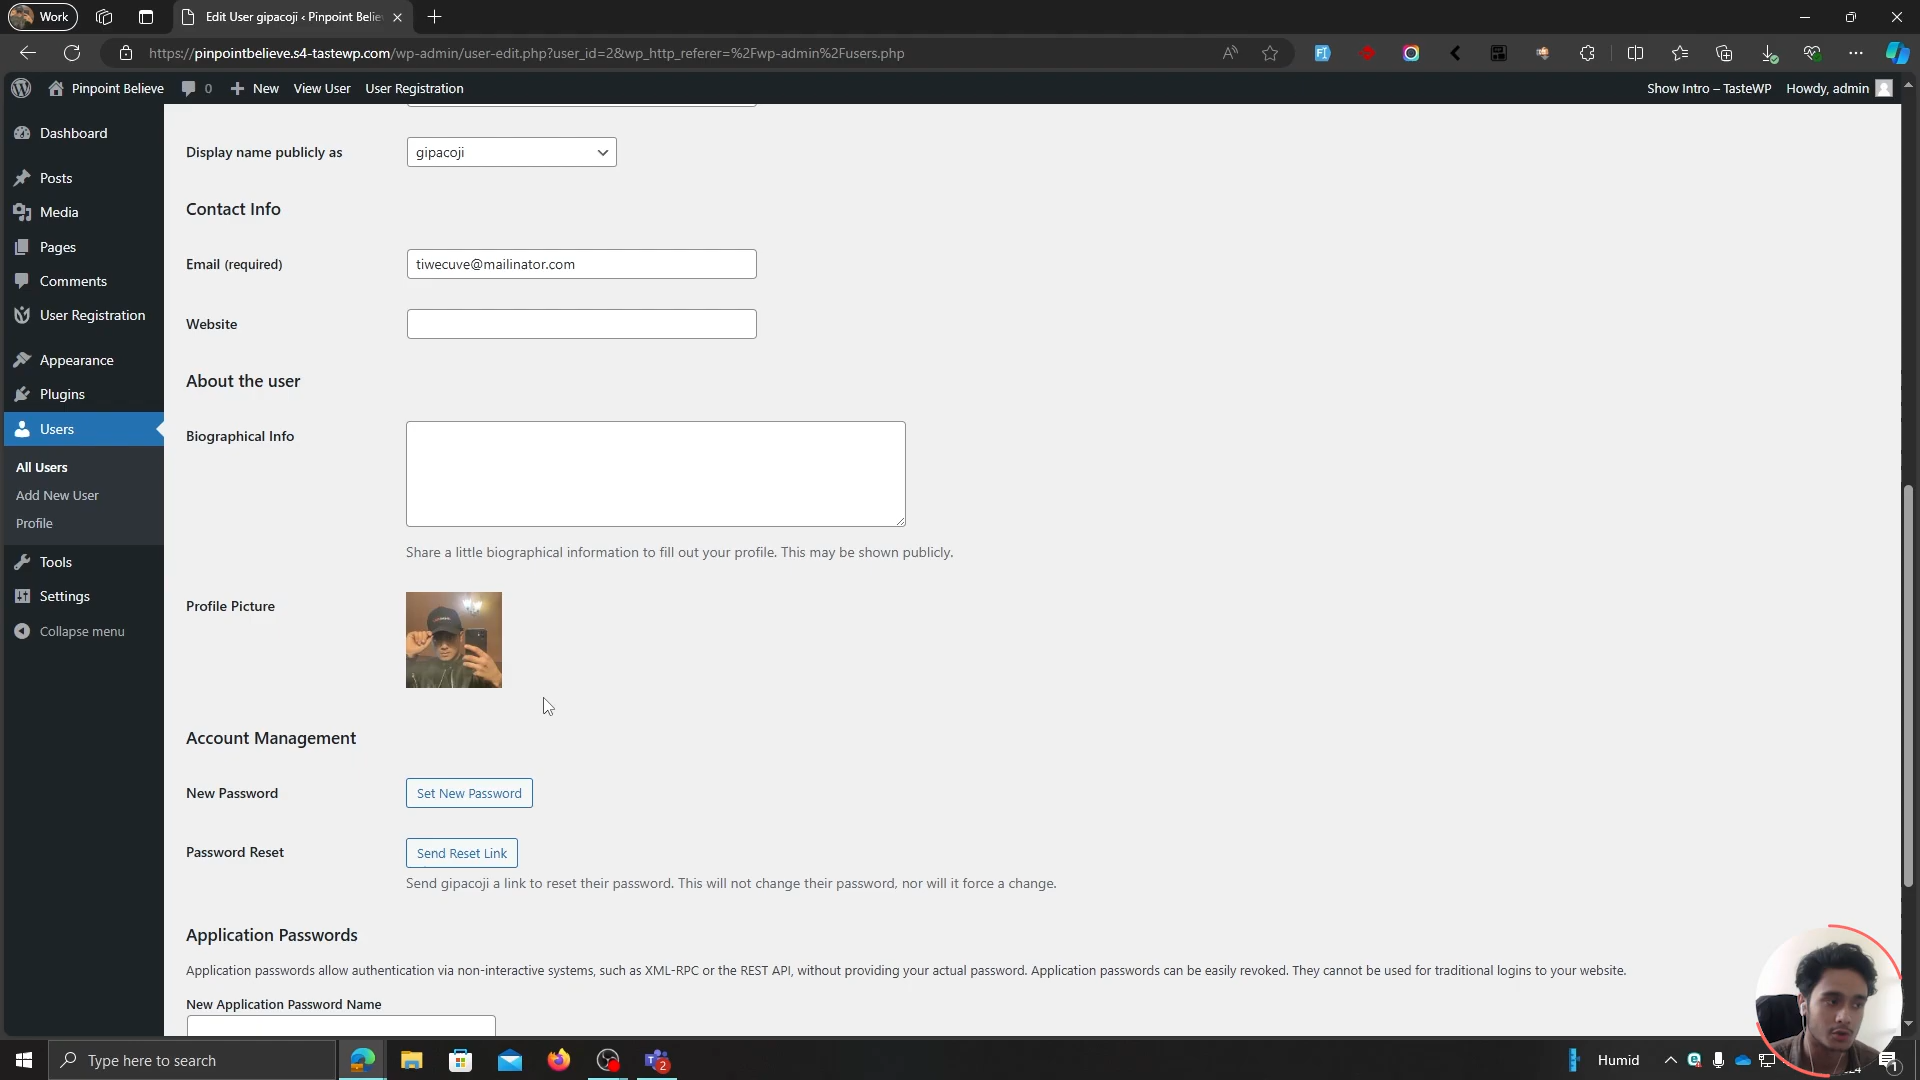 Work
Edit User gipacoji ‹ Pinpoint Believ
https://pinpointbelieve.s4-tastewp.com/wp-admin/user-edit.php?user_id=2&wp_http_referer=%2Fwp-admin%2Fusers.php
Pinpoint Believe
0
New
View User
User Registration
Show Intro – TasteWP
Howdy, admin
Dashboard
Posts
Media
Pages
Comments
User Registration
Appearance
Plugins
Users
All Users
Add New User
Profile
Tools
Settings
Collapse menu
Display name publicly as
gipacoji
Contact Info
Email (required)
tiwecuve@mailinator.com
Website
About the user
Biographical Info
Share a little biographical information to fill out your profile. This may be shown publicly.
Profile Picture
Account Management
New Password
Set New Password
Password Reset
Send Reset Link
Send gipacoji a link to reset their password. This will not change their password, nor will it force a change.
Application Passwords
Application passwords allow authentication via non-interactive systems, such as XML-RPC or the REST API, without providing your actual password. Application passwords can be easily revoked. They cannot be used for traditional logins to your website.
New Application Password Name
Type here to search
2
Humid
1